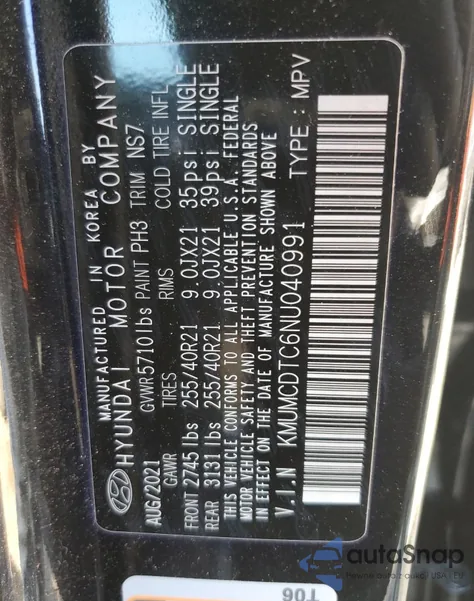 MANUFACTURED IN KOREA BY
HYUNDAI MOTOR COMPANY
AUG/2021 GVWR5710lbs PAINT PH3 TRIM NS7
GAWR TIRES RIMS COLD TIRE INFL
FRONT 2745 lbs 255/40R21 9.0JX21 35psi SINGLE
REAR 3131 lbs 255/40R21 9.0JX21 39psi SINGLE
THIS VEHICLE CONFORMS TO ALL APPLICABLE U.S.A. FEDERAL
MOTOR VEHICLE SAFETY AND THEFT PREVENTION STANDARDS
IN EFFECT ON THE DATE OF MANUFACTURE SHOWN ABOVE
V.I.N KMUMCDTC6NU040991 TYPE : MPV
autoSnap